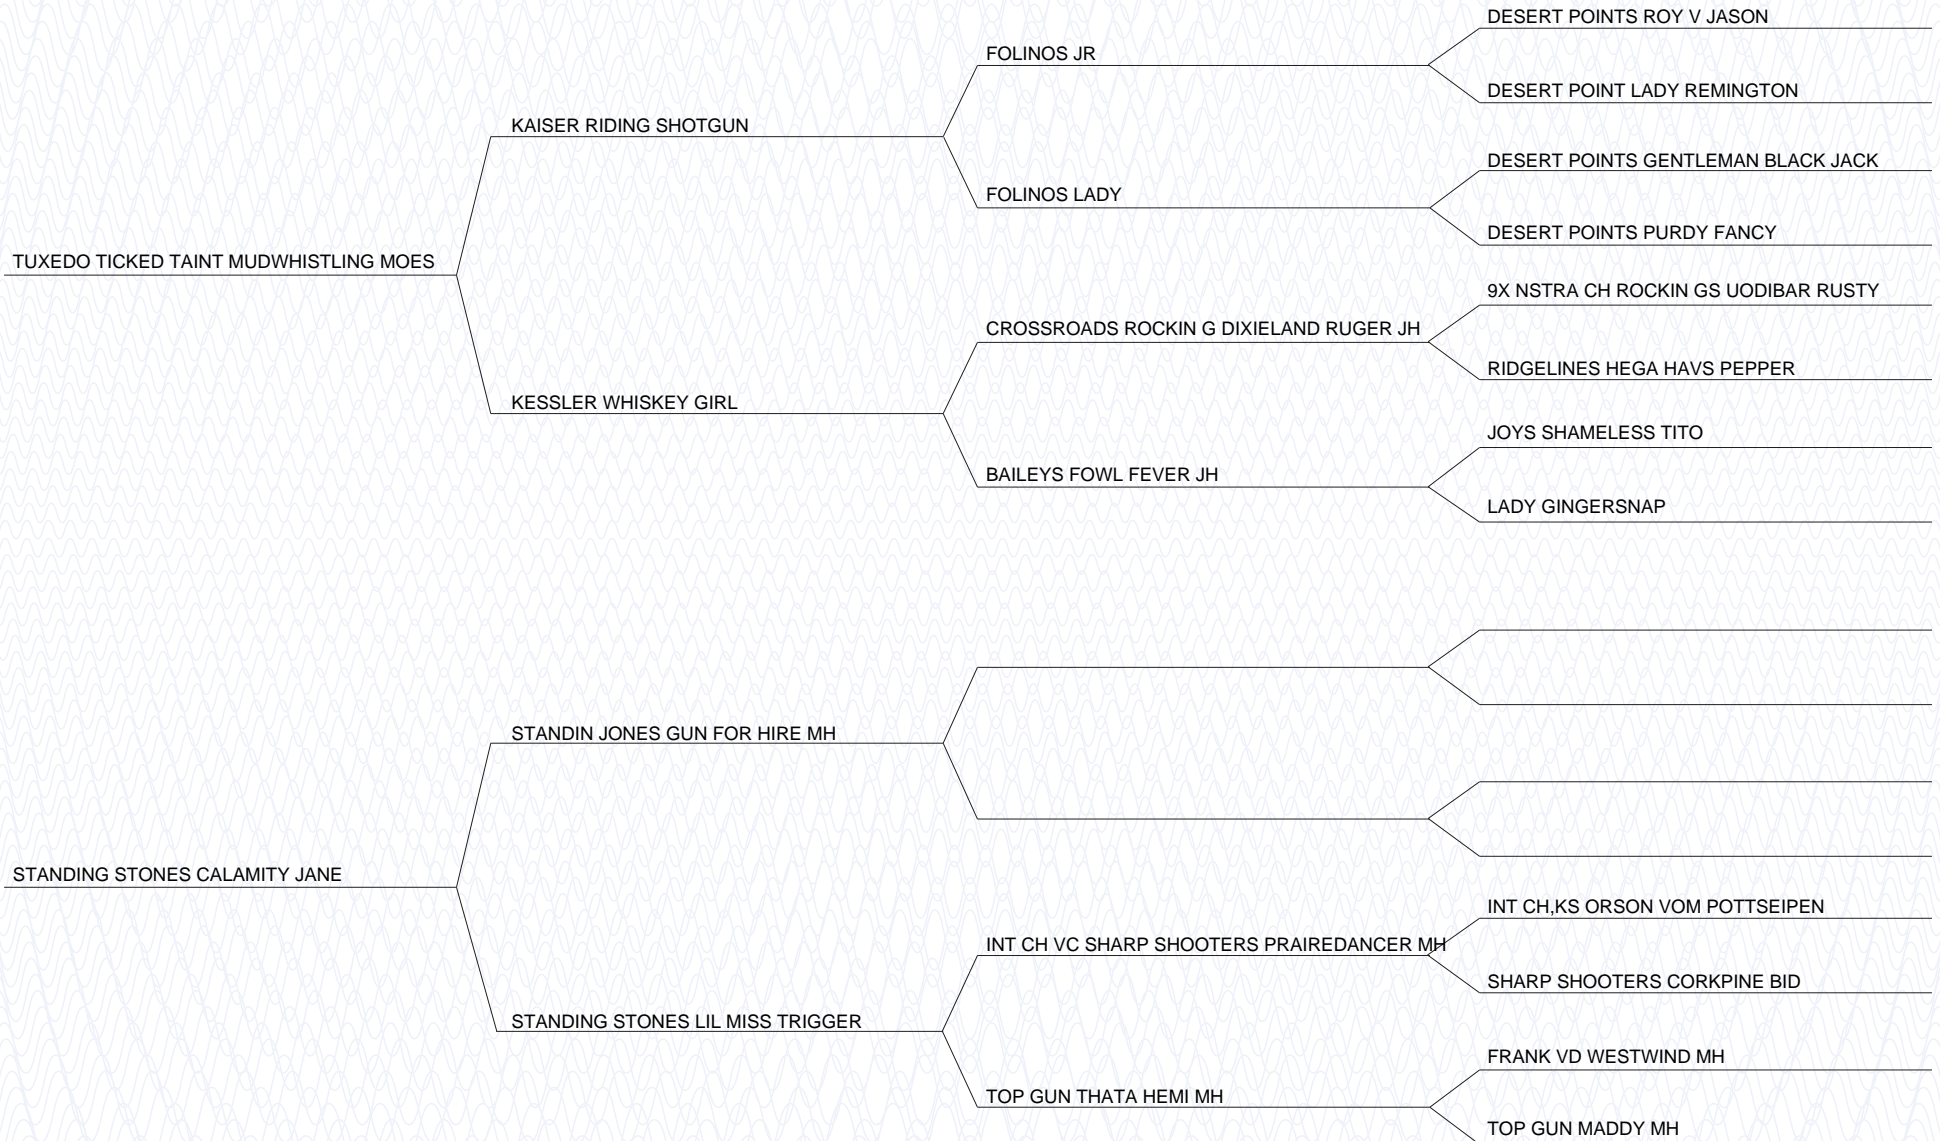 DESERT POINTS ROY V JASON
FOLINOS JR
DESERT POINT LADY REMINGTON
KAISER RIDING SHOTGUN
DESERT POINTS GENTLEMAN BLACK JACK
FOLINOS LADY
DESERT POINTS PURDY FANCY
TUXEDO TICKED TAINT MUDWHISTLING MOES
9X NSTRA CH ROCKIN GS UODIBAR RUSTY
CROSSROADS ROCKIN G DIXIELAND RUGER JH
RIDGELINES HEGA HAVS PEPPER
KESSLER WHISKEY GIRL
JOYS SHAMELESS TITO
BAILEYS FOWL FEVER JH
LADY GINGERSNAP
STANDIN JONES GUN FOR HIRE MH
STANDING STONES CALAMITY JANE
INT CH,KS ORSON VOM POTTSEIPEN
INT CH VC SHARP SHOOTERS PRAIREDANCER MH
SHARP SHOOTERS CORKPINE BID
STANDING STONES LIL MISS TRIGGER
FRANK VD WESTWIND MH
TOP GUN THATA HEMI MH
TOP GUN MADDY MH